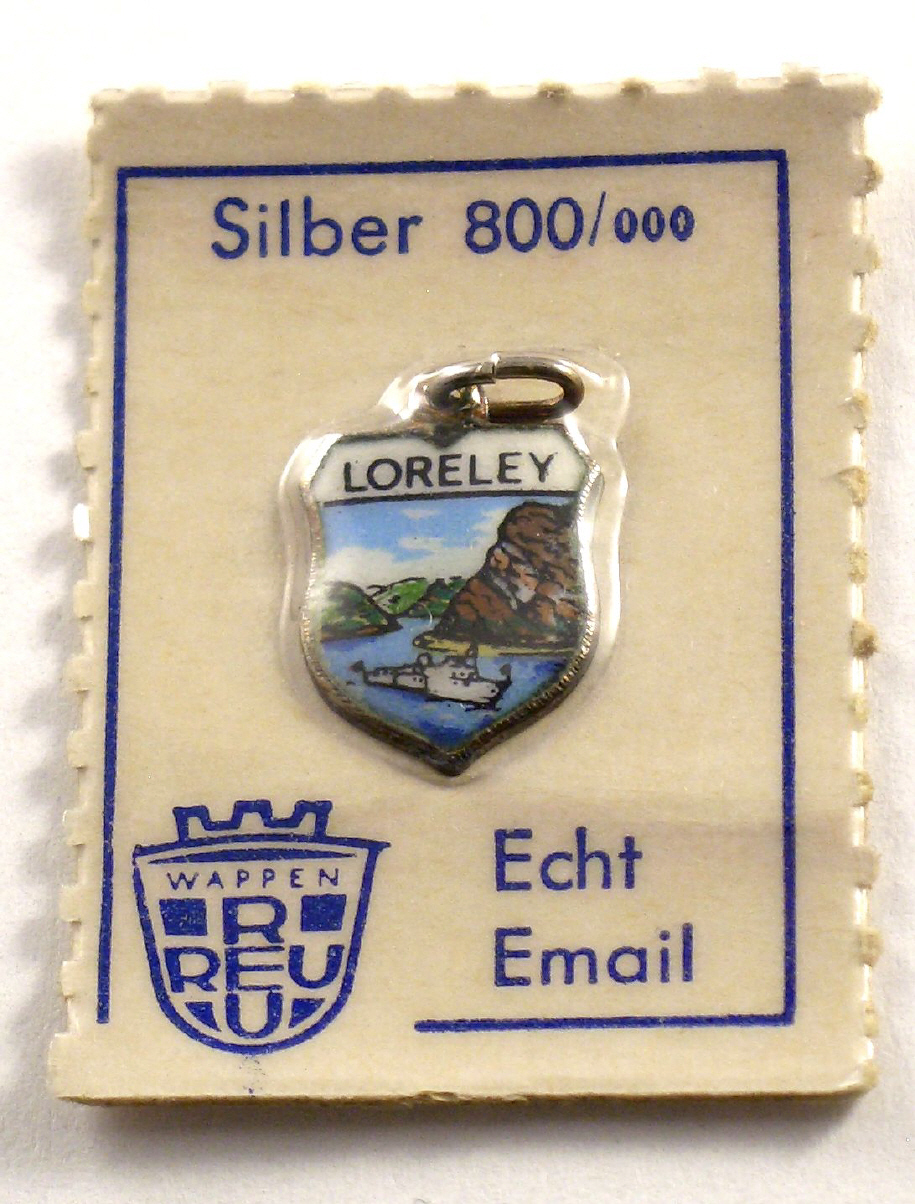 Silber 800/000
LORELEY
WAPPEN
R
REU
U
Echt
Email